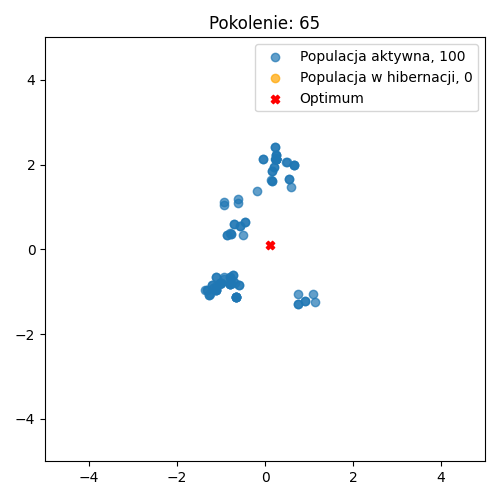 Pokolenie: 65
Populacja aktywna, 100
Populacja w hibernacji, 0
Optimum
4
2
0
−2
−4
−4 −2 0 2 4